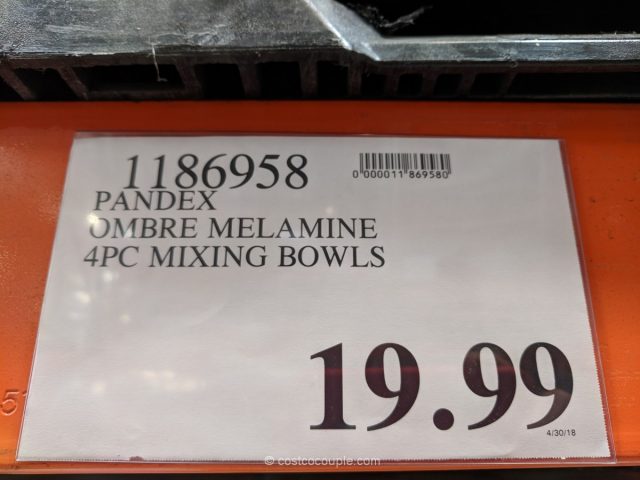 1186958
0 000011 869580
PANDEX
OMBRE MELAMINE
4PC MIXING BOWLS
19.99
4/30/18
© costcocouple.com